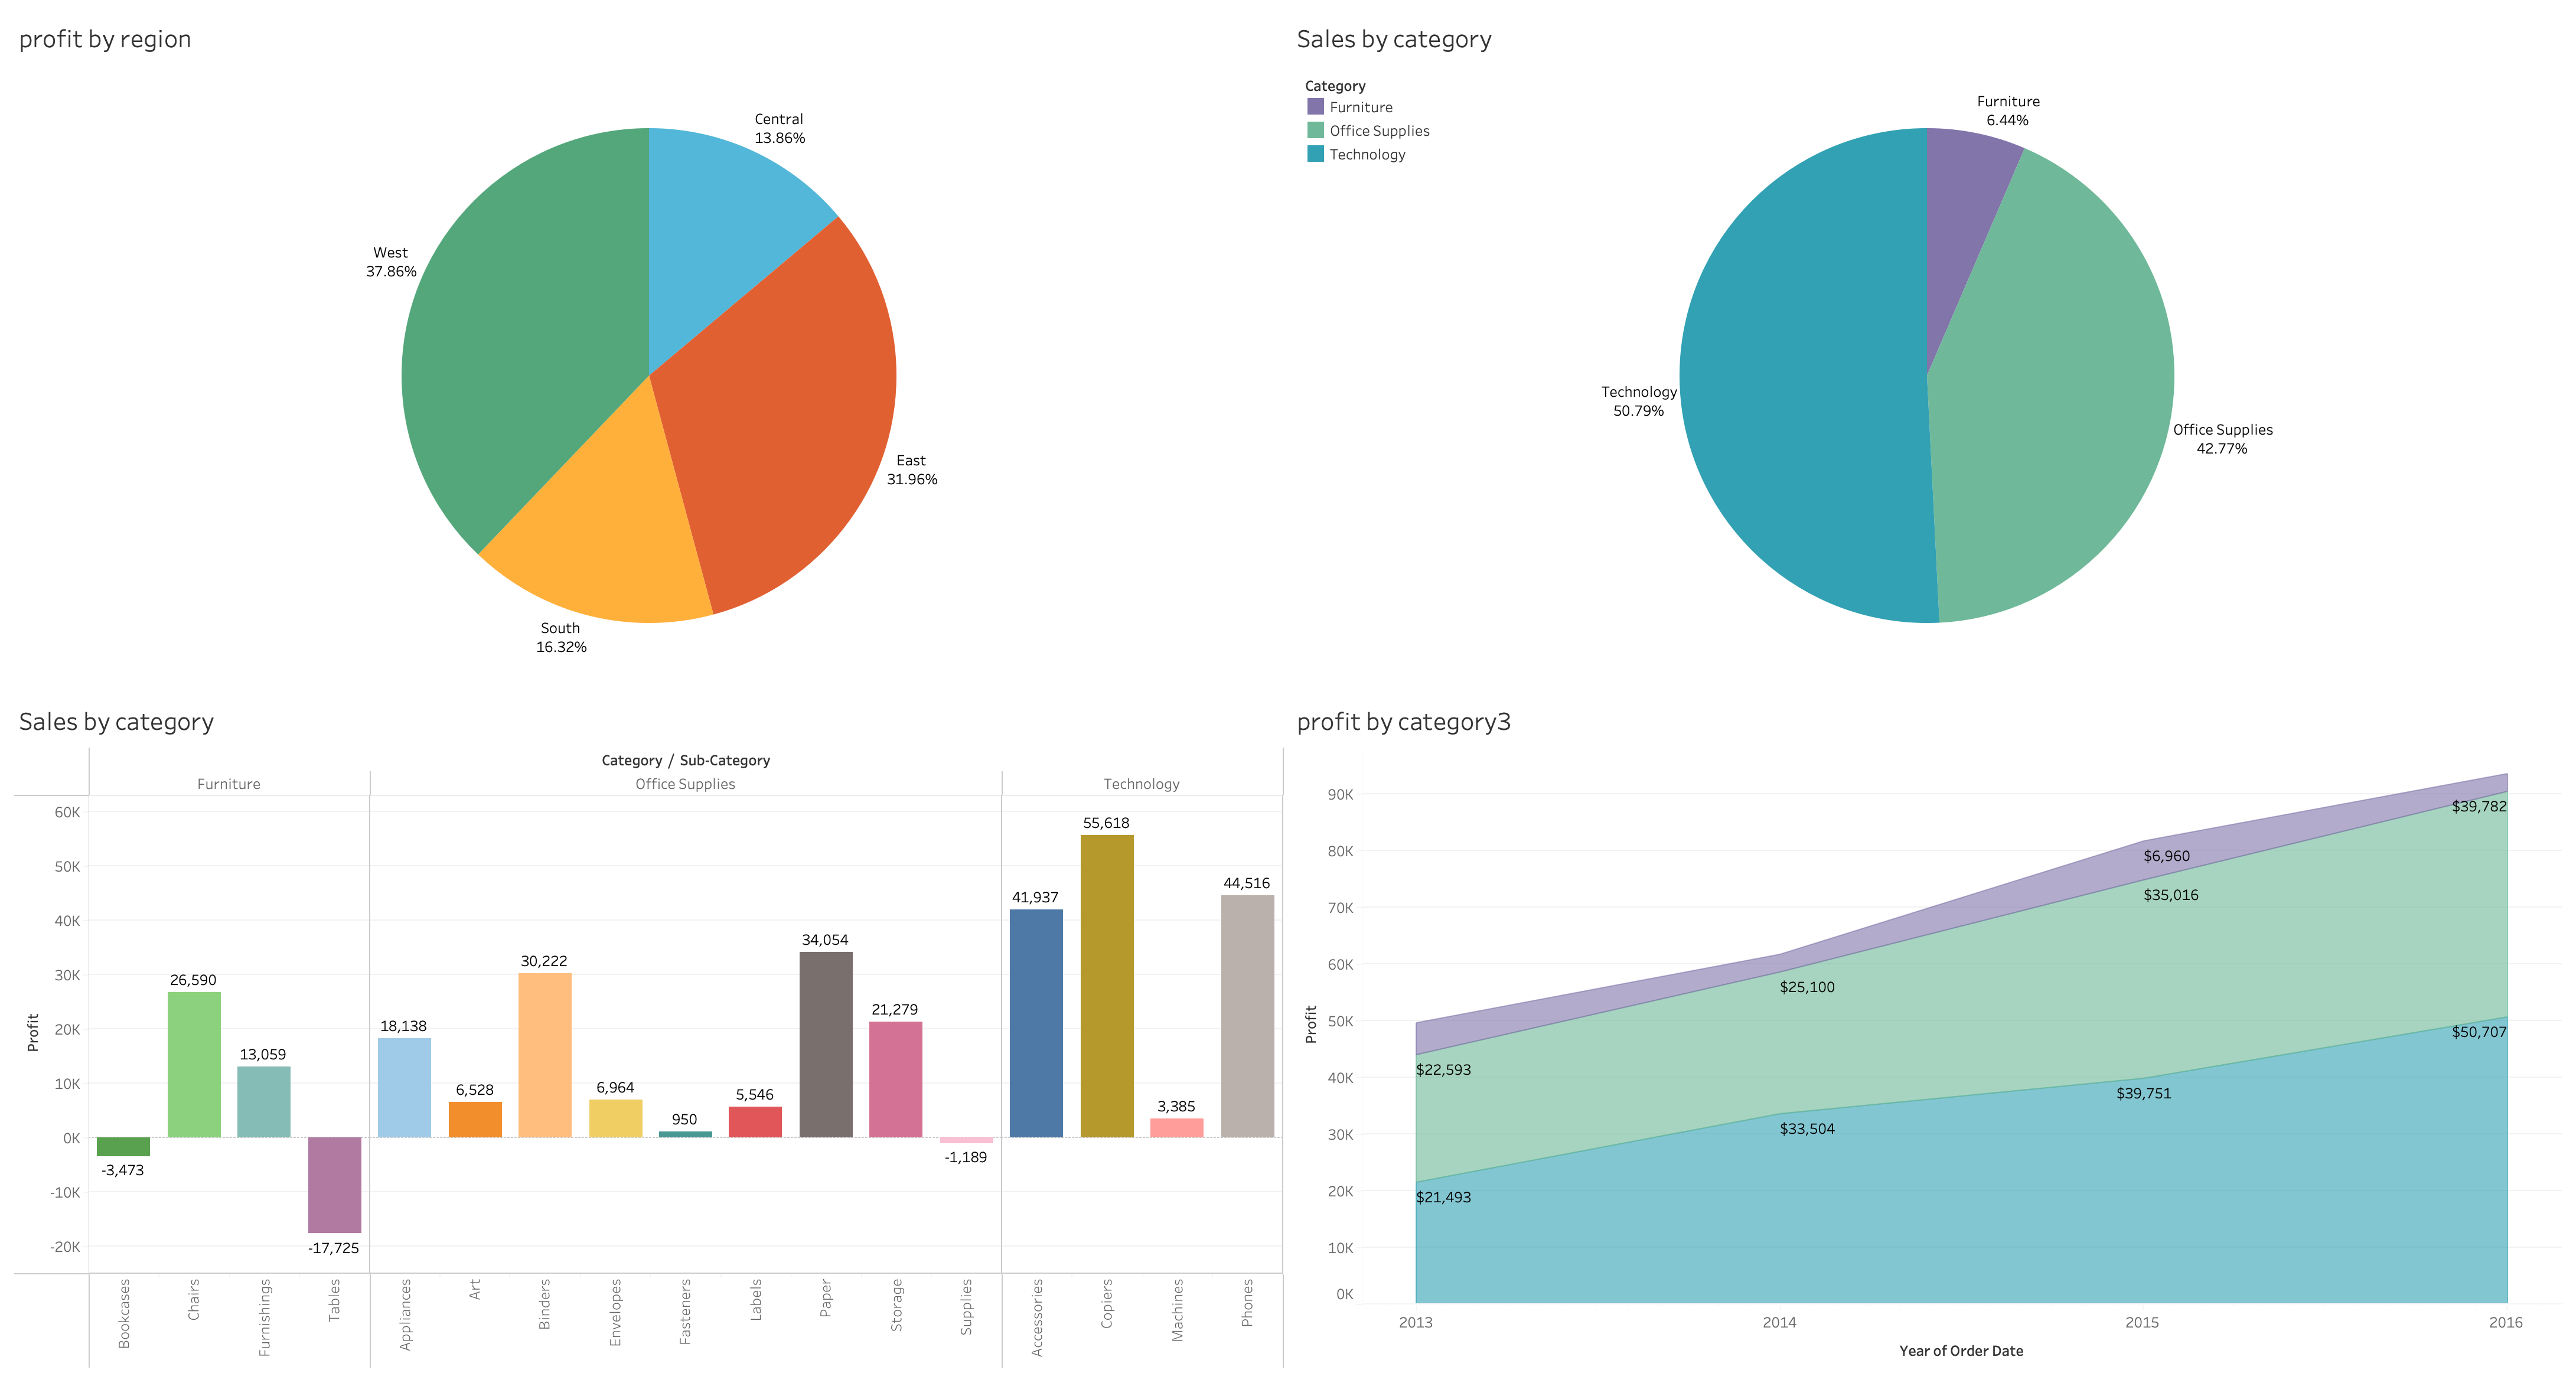 profit by region
Central
13.86%
West
37.86%
East
31.96%
South
16.32%
Sales by category
Category
Furniture
Office Supplies
Technology
Furniture
6.44%
Technology
50.79%
Office Supplies
42.77%
Sales by category
Category / Sub-Category
Furniture
Office Supplies
Technology
Profit
60K
50K
40K
30K
20K
10K
0K
-10K
-20K
-3,473
26,590
13,059
-17,725
18,138
6,528
30,222
6,964
950
5,546
34,054
21,279
-1,189
41,937
55,618
3,385
44,516
Bookcases
Chairs
Furnishings
Tables
Appliances
Art
Binders
Envelopes
Fasteners
Labels
Paper
Storage
Supplies
Accessories
Copiers
Machines
Phones
profit by category3
Profit
90K
80K
70K
60K
50K
40K
30K
20K
10K
0K
$39,782
$6,960
$35,016
$25,100
$50,707
$22,593
$39,751
$33,504
$21,493
2013
2014
2015
2016
Year of Order Date